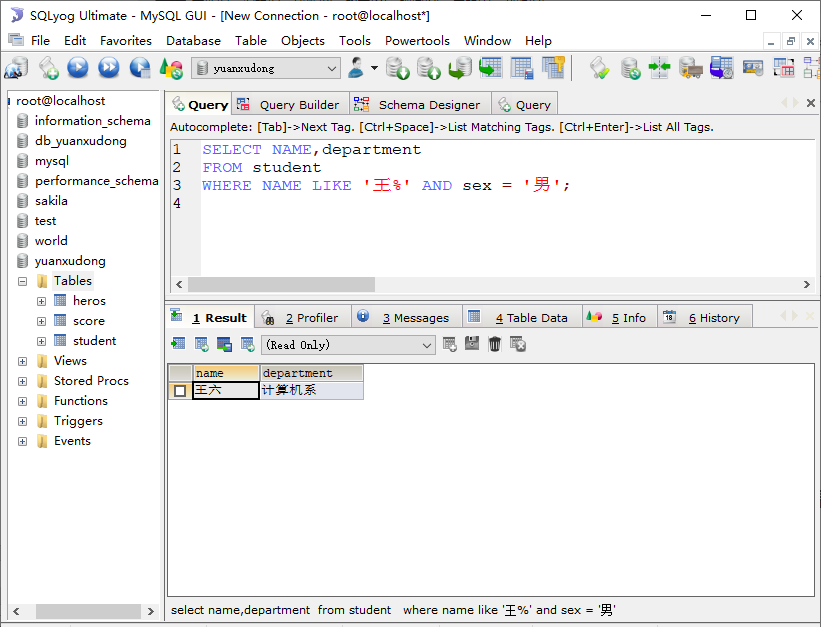 SQLyog Ultimate - MySQL GUI - [New Connection - root@localhost*]
File Edit Favorites Database Table Objects Tools Powertools Window Help
yuanxudong
root@localhost
information_schema
db_yuanxudong
mysql
performance_schema
sakila
test
world
yuanxudong
Tables
heros
score
student
Views
Stored Procs
Functions
Triggers
Events
Query Query Builder Schema Designer Query
Autocomplete: [Tab]->Next Tag. [Ctrl+Space]->List Matching Tags. [Ctrl+Enter]->List All Tags.
1 SELECT NAME,department
2 FROM student
3 WHERE NAME LIKE '王%' AND sex = '男';
4
1 Result 2 Profiler 3 Messages 4 Table Data 5 Info 18 6 History
(Read Only)
name department
王六 计算机系
select name,department from student where name like '王%' and sex = '男'